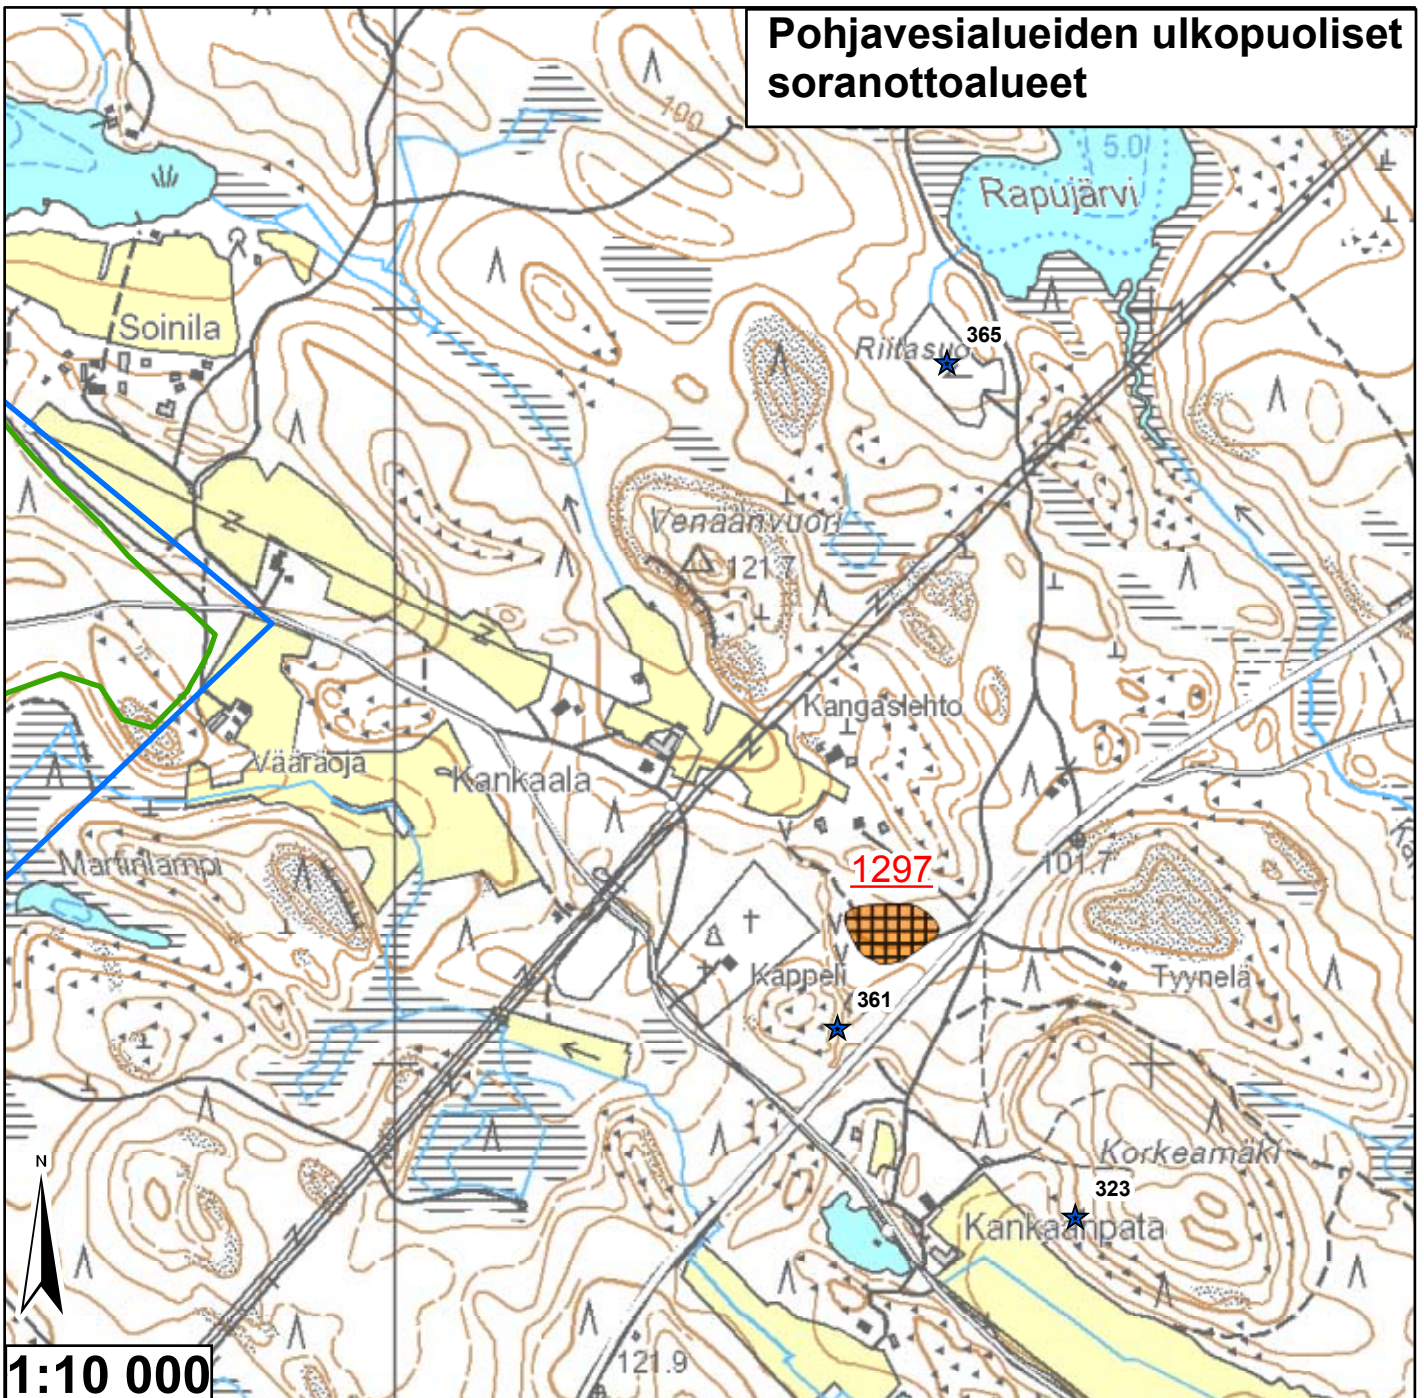 Pohjavesialueiden ulkopuoliset
soranottoalueet
100
5.0
Rapujärvi
Soinila
365
Riitasuo
Venäänvuori
121.7
Kangaslehto
Vääräoja
Kankaala
Martinlampi
1297
101.7
Kappeli
Tyynelä
361
N
Korkeamäki
323
Kankaanpata
121.9
1:10 000